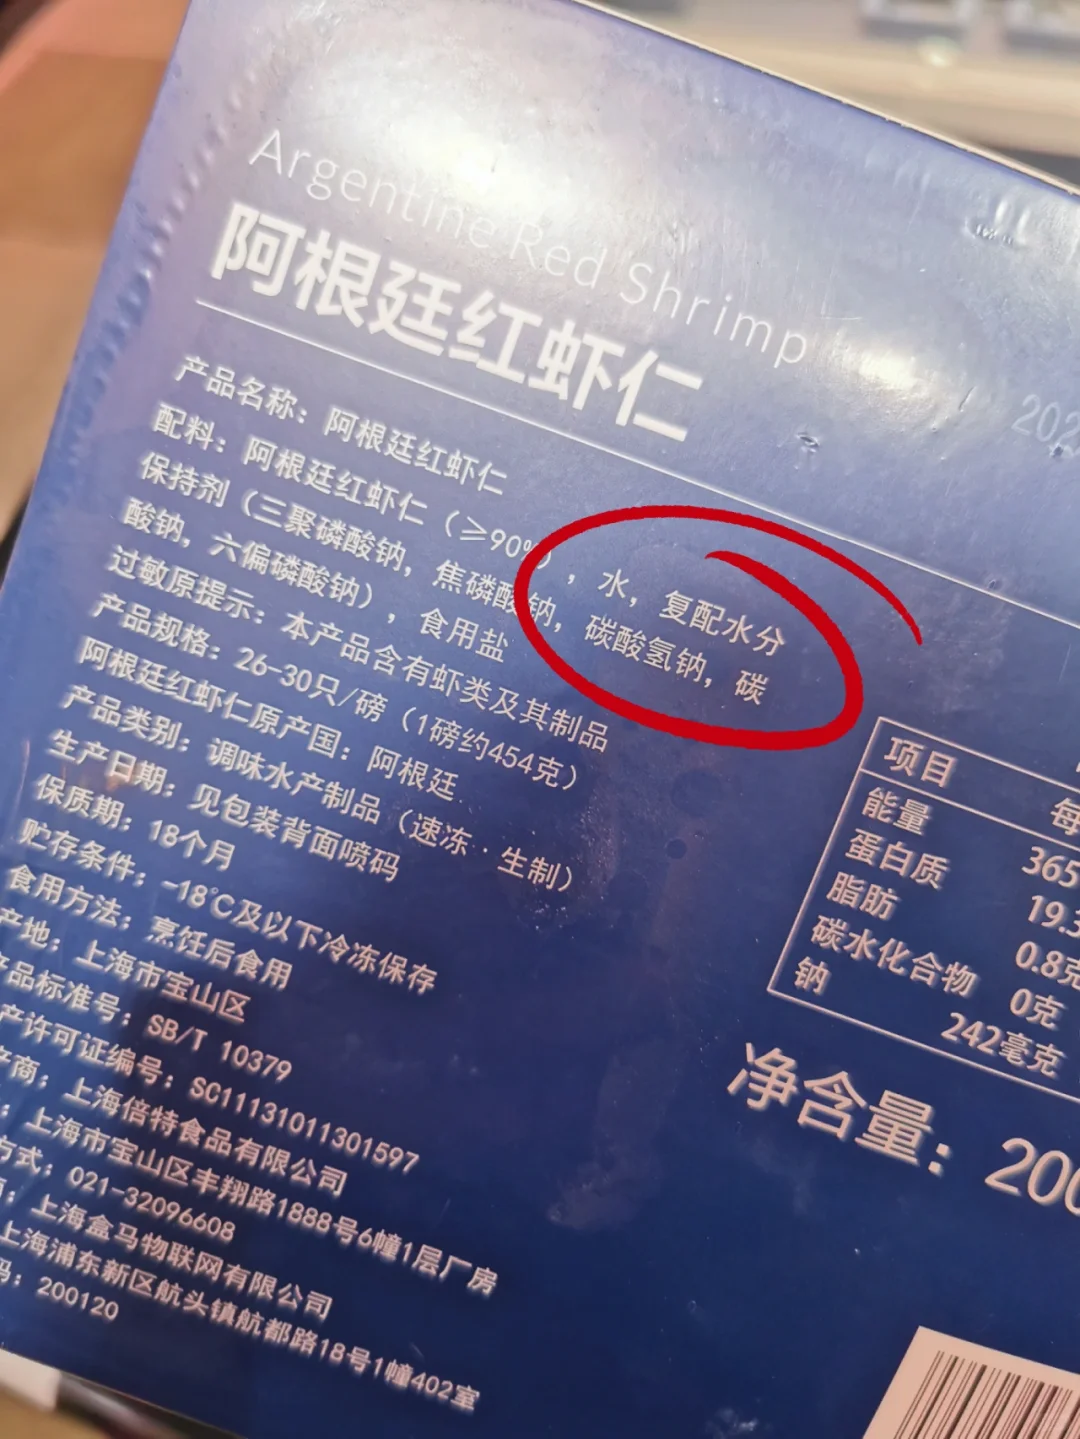 Argentine Red Shrimp
阿根廷红虾仁
202
产品名称：阿根廷红虾仁
配料：阿根廷红虾仁（≥90%），水，复配水分
保持剂（三聚磷酸钠，焦磷酸钠，碳酸氢钠，碳
酸钠，六偏磷酸钠），食用盐
过敏原提示：本产品含有虾类及其制品
产品规格：26-30只/磅（1磅约454克）
阿根廷红虾仁原产国：阿根廷
产品类别：调味水产制品（速冻·生制）
生产日期：见包装背面喷码
保质期：18个月
贮存条件：-18℃及以下冷冻保存
食用方法：烹饪后食用
产地：上海市宝山区
产品标准号：SB/T 10379
产许可证编号：SC11131011301597
产商：上海倍特食品有限公司
：上海市宝山区丰翔路1888号6幢1层厂房
方式：021-32096608
：上海盒马物联网有限公司
上海浦东新区航头镇航都路18号1幢402室
码：200120
项目 每
能量 365
蛋白质 19.3
脂肪 0.8克
碳水化合物 0克
钠 242毫克
净含量：200